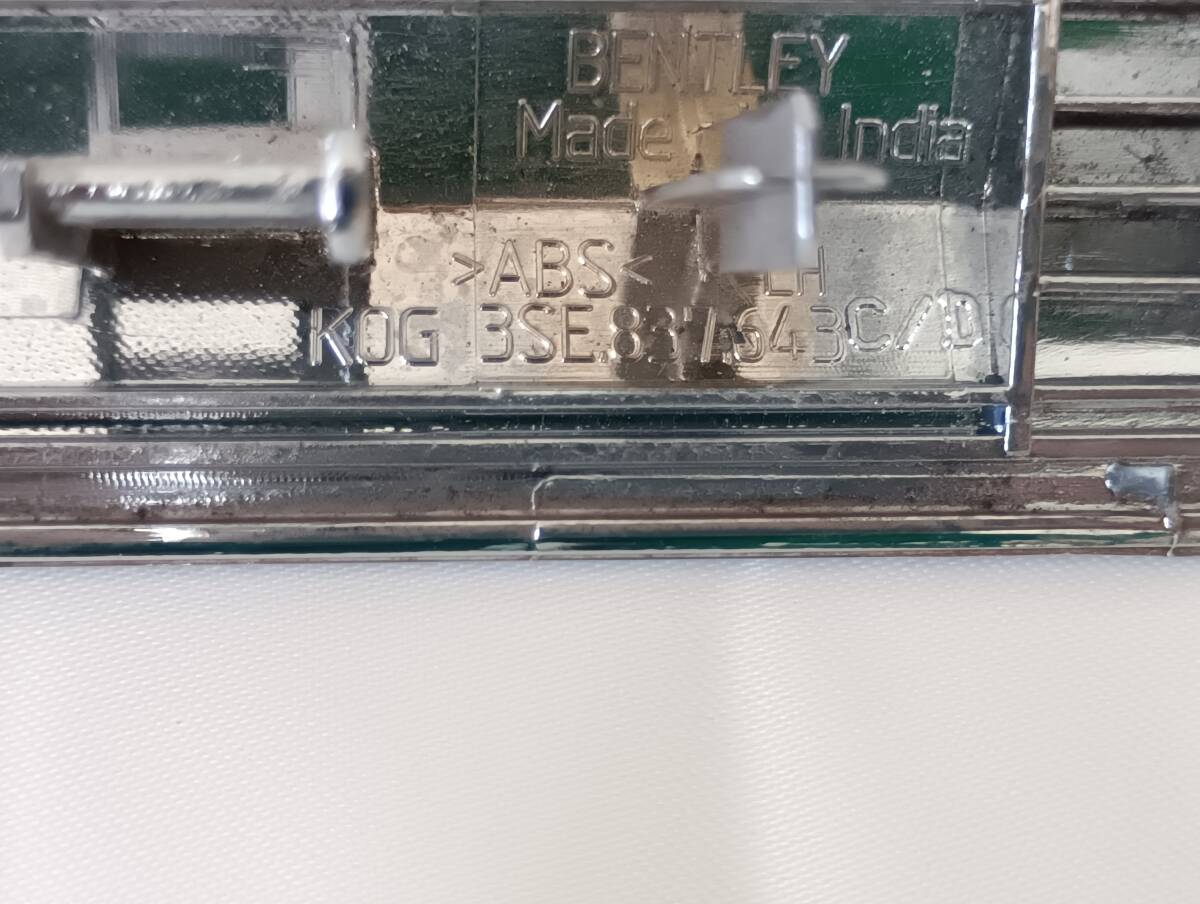 BENTLEY
Made India
>ABS< LH
KOG 3SE.837.643C/D